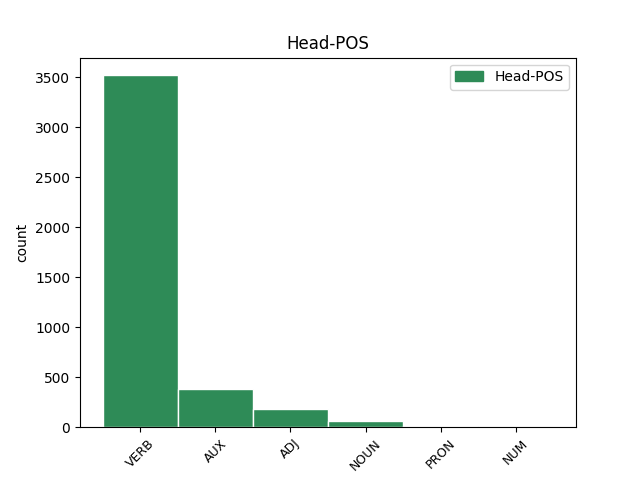 Head-POS
Head-POS
3500
3000
2500
2000
1500
1000
500
0
count
VERB
AUX
ADJ
NOUN
PRON
NUM